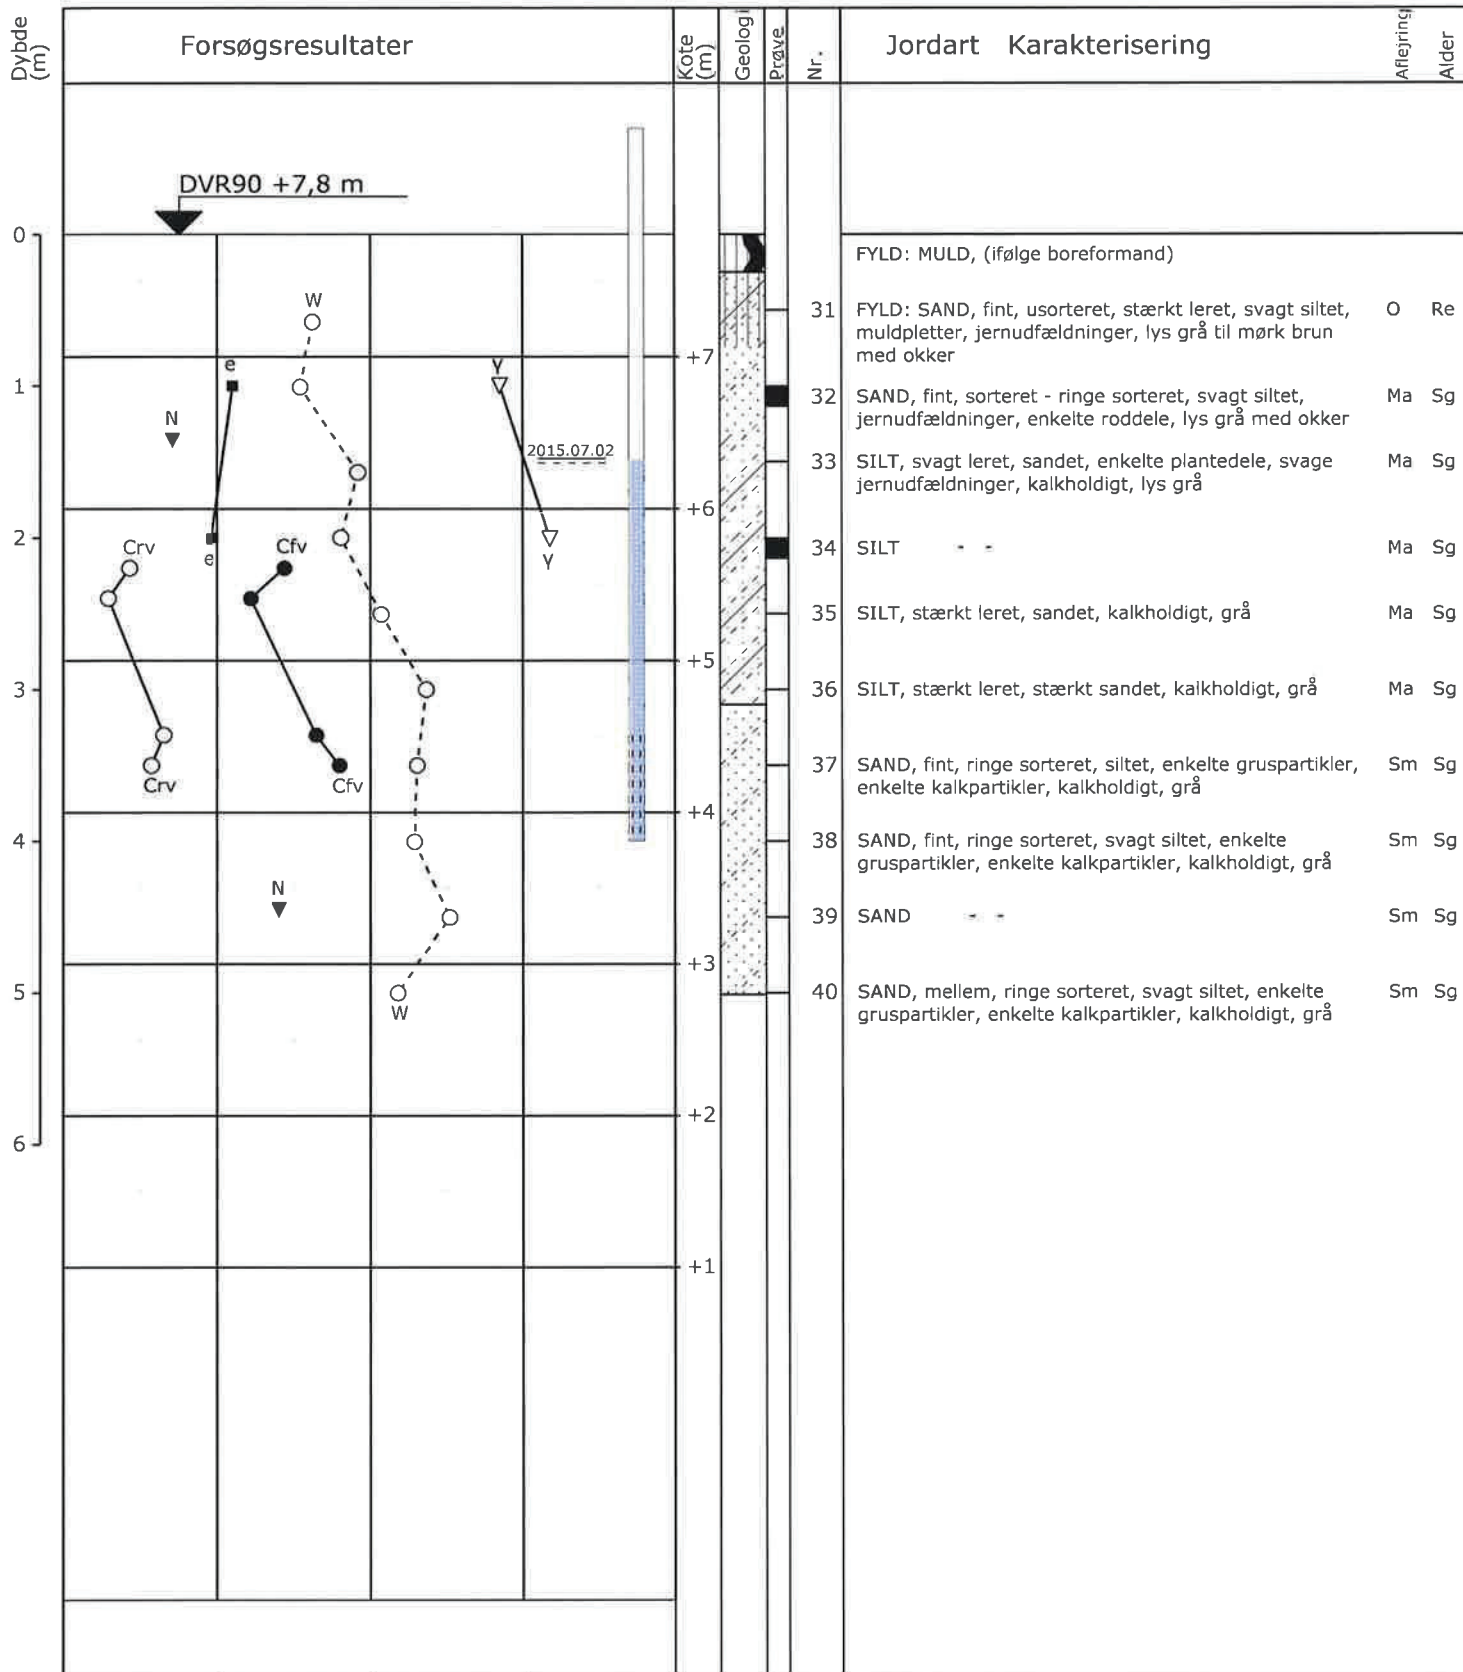 Dybde
(m)
Forsøgsresultater
Kote
(m)
Geologi
Prøve
Nr.
Jordart Karakterisering
Aflejring
Alder
DVR90 +7,8 m
0
FYLD: MULD, (ifølge boreformand)
W
31 FYLD: SAND, fint, usorteret, stærkt leret, svagt siltet, O Re
muldpletter, jernudfældninger, lys grå til mørk brun
med okker
+7
e
γ
1
32 SAND, fint, sorteret - ringe sorteret, svagt siltet, Ma Sg
jernudfældninger, enkelte roddele, lys grå med okker
N
2015.07.02
33 SILT, svagt leret, sandet, enkelte plantedele, svage Ma Sg
jernudfældninger, kalkholdigt, lys grå
+6
2
Crv
e
Cfv
γ
34 SILT - - Ma Sg
35 SILT, stærkt leret, sandet, kalkholdigt, grå Ma Sg
+5
3
36 SILT, stærkt leret, stærkt sandet, kalkholdigt, grå Ma Sg
37 SAND, fint, ringe sorteret, siltet, enkelte gruspartikler, Sm Sg
enkelte kalkpartikler, kalkholdigt, grå
Crv
Cfv
+4
4
38 SAND, fint, ringe sorteret, svagt siltet, enkelte Sm Sg
gruspartikler, enkelte kalkpartikler, kalkholdigt, grå
N
39 SAND - - Sm Sg
+3
5
40 SAND, mellem, ringe sorteret, svagt siltet, enkelte Sm Sg
gruspartikler, enkelte kalkpartikler, kalkholdigt, grå
W
+2
6
+1